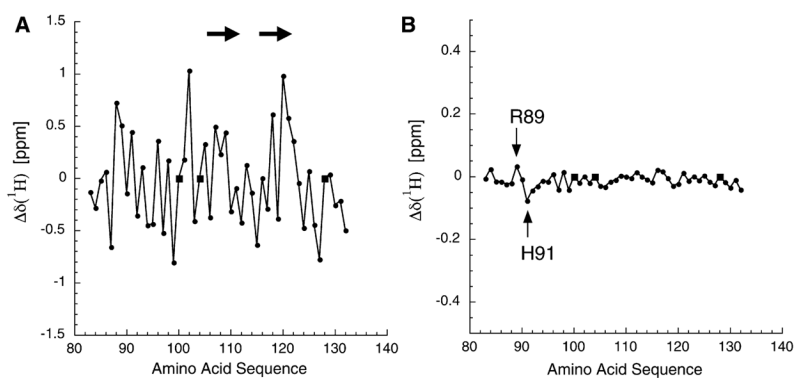 A
1.5
1
0.5
0
-0.5
-1
-1.5
Δδ(¹H) [ppm]
80 90 100 110 120 130 140
Amino Acid Sequence
B
0.4
0.2
0
-0.2
-0.4
Δδ(¹H) [ppm]
R89
H91
80 90 100 110 120 130 140
Amino Acid Sequence